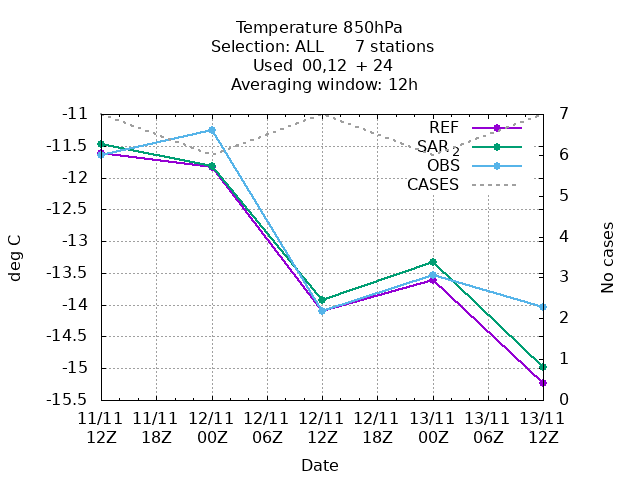 Temperature 850hPa
Selection: ALL 7 stations
Used 00,12 + 24
Averaging window: 12h
-11
-11.5
-12
-12.5
-13
-13.5
-14
-14.5
-15
-15.5
deg C
REF
SAR 2
OBS
CASES
7
6
5
4
3
2
1
0
No cases
11/11 11/11 12/11 12/11 12/11 12/11 13/11 13/11 13/11
12Z 18Z 00Z 06Z 12Z 18Z 00Z 06Z 12Z
Date